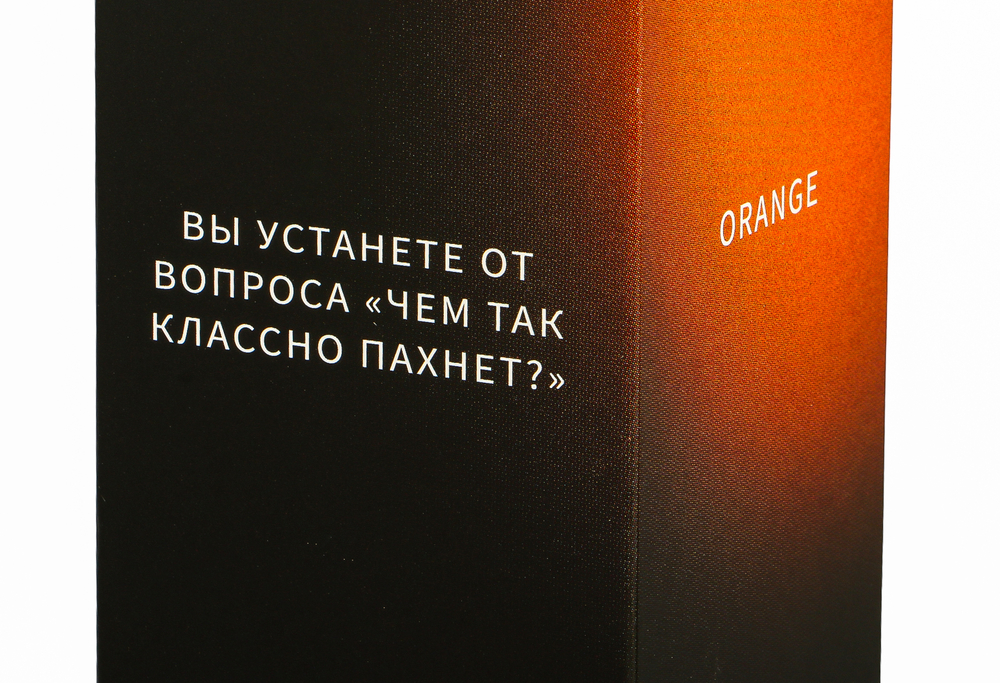 ВЫ УСТАНЕТЕ ОТ
ВОПРОСА «ЧЕМ ТАК
КЛАССНО ПАХНЕТ?»
ORANGE